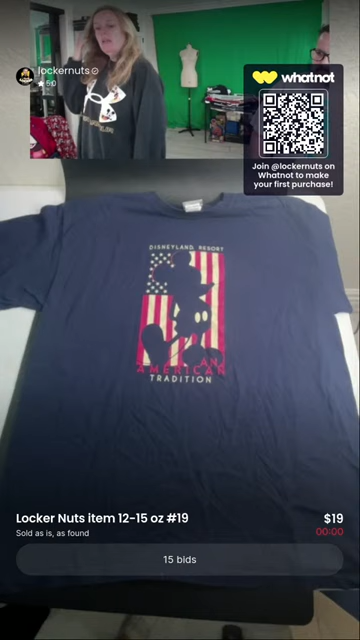 lockernuts
★ 5.0
whatnot
Join @lockernuts on
Whatnot to make
your first purchase!
DISNEYLAND RESORT
AN
AMERICAN
TRADITION
Locker Nuts item 12-15 oz #19
$19
Sold as is, as found
00:00
15 bids